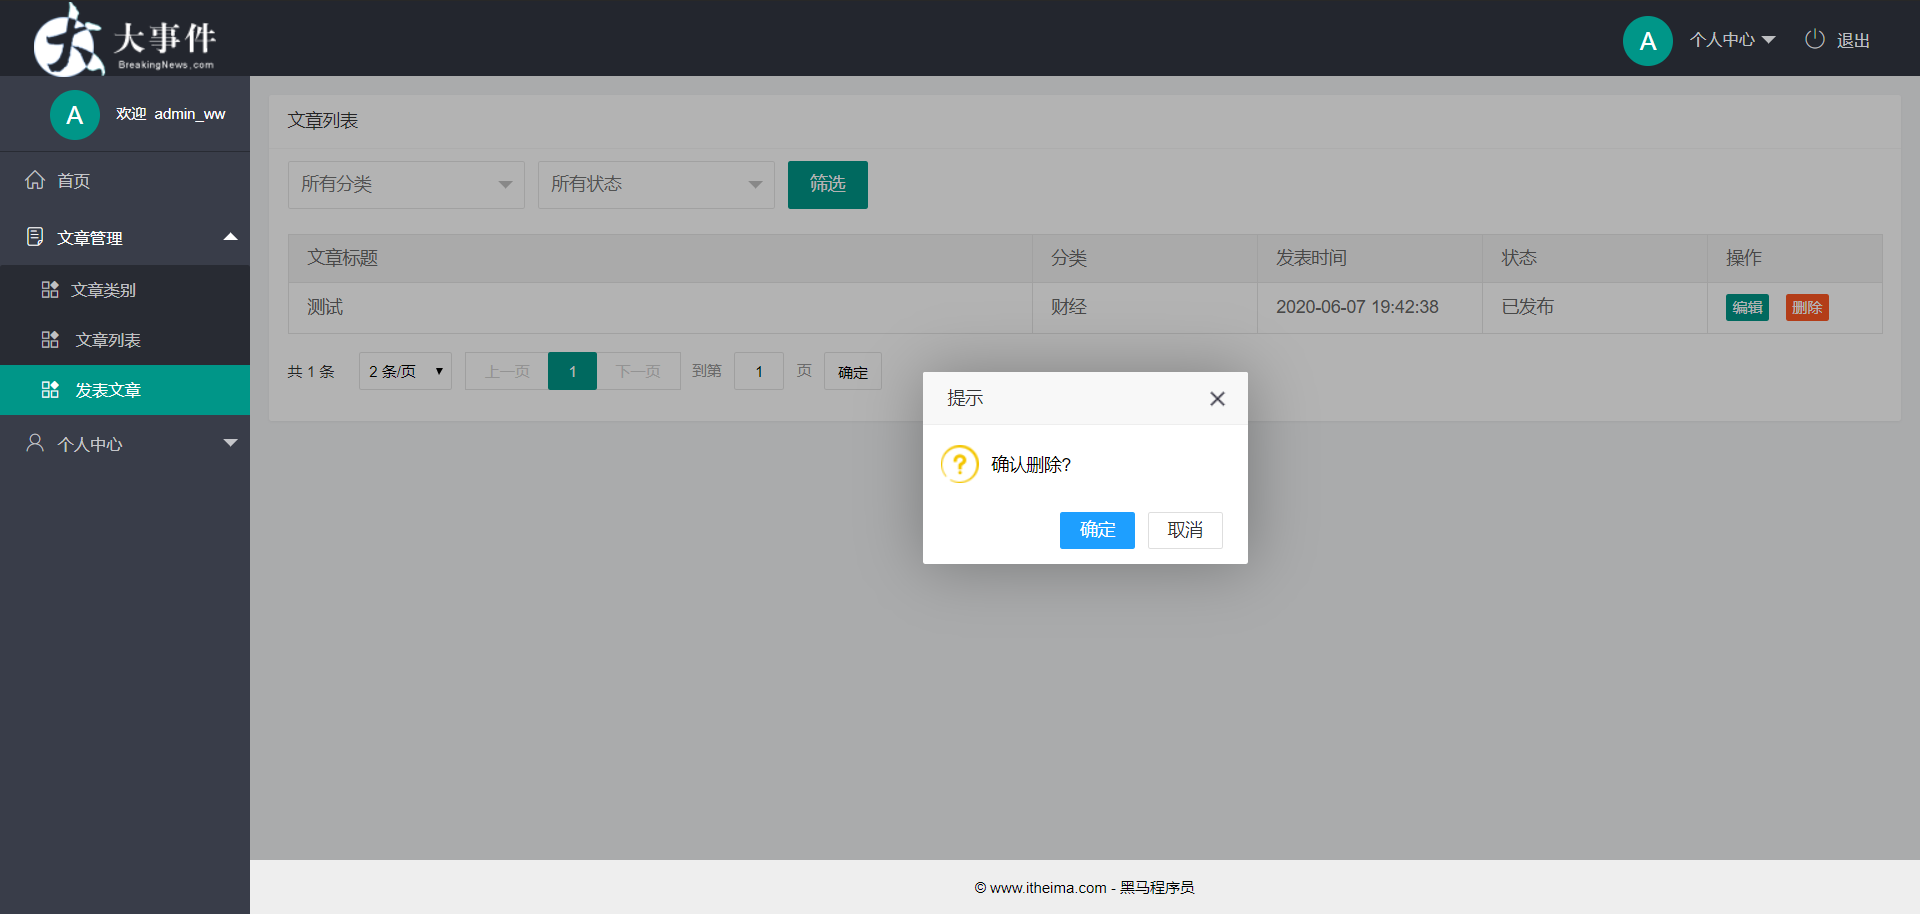 大事件
BreakingNews.com
A 个人中心 退出
A 欢迎 admin_ww
首页
文章管理
文章类别
文章列表
发表文章
个人中心
文章列表
所有分类 所有状态 筛选
文章标题 分类 发表时间 状态 操作
测试 财经 2020-06-07 19:42:38 已发布 编辑 删除
共 1 条 2 条/页 上一页 1 下一页 到第 1 页 确定
提示
确认删除?
确定 取消
© www.itheima.com - 黑马程序员